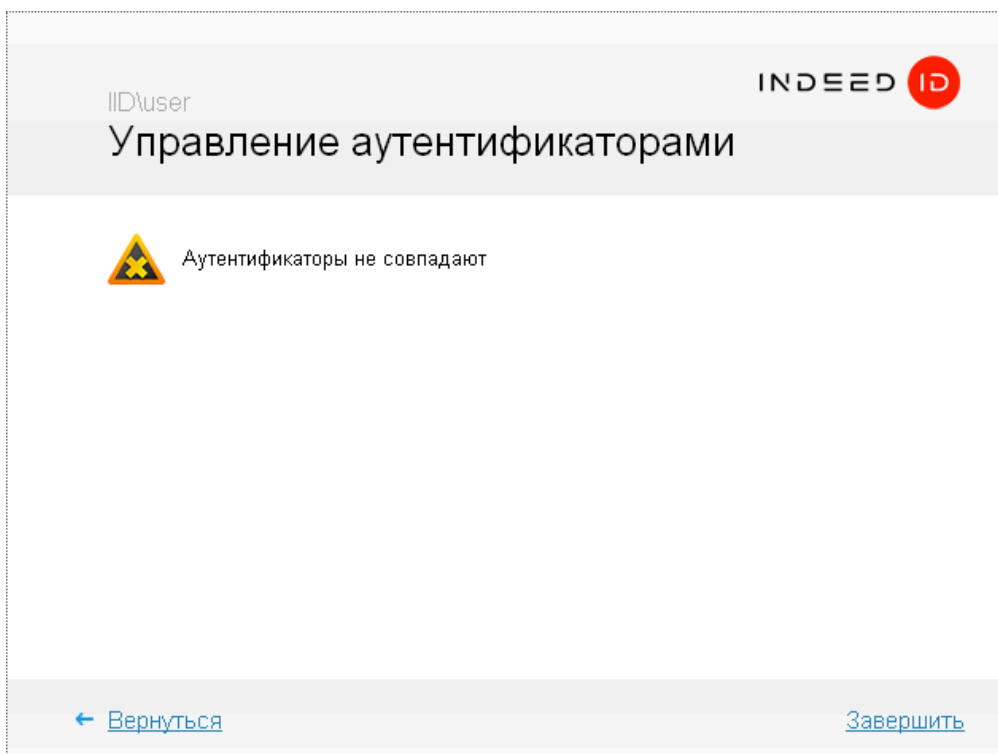 INDEED ID
IID\user
Управление аутентификаторами
Аутентификаторы не совпадают
← Вернуться
Завершить